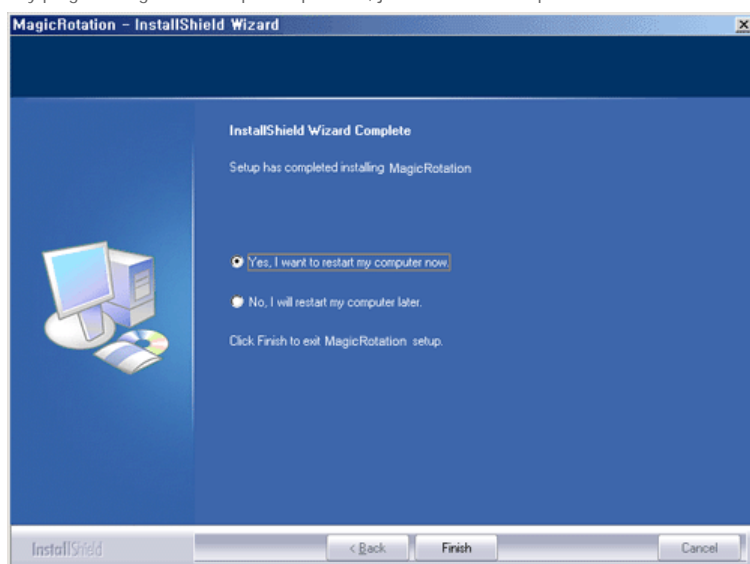 MagicRotation - InstallShield Wizard
InstallShield Wizard Complete
Setup has completed installing MagicRotation
Yes, I want to restart my computer now.
No, I will restart my computer later.
Click Finish to exit MagicRotation setup.
InstallShield
< Back
Finish
Cancel